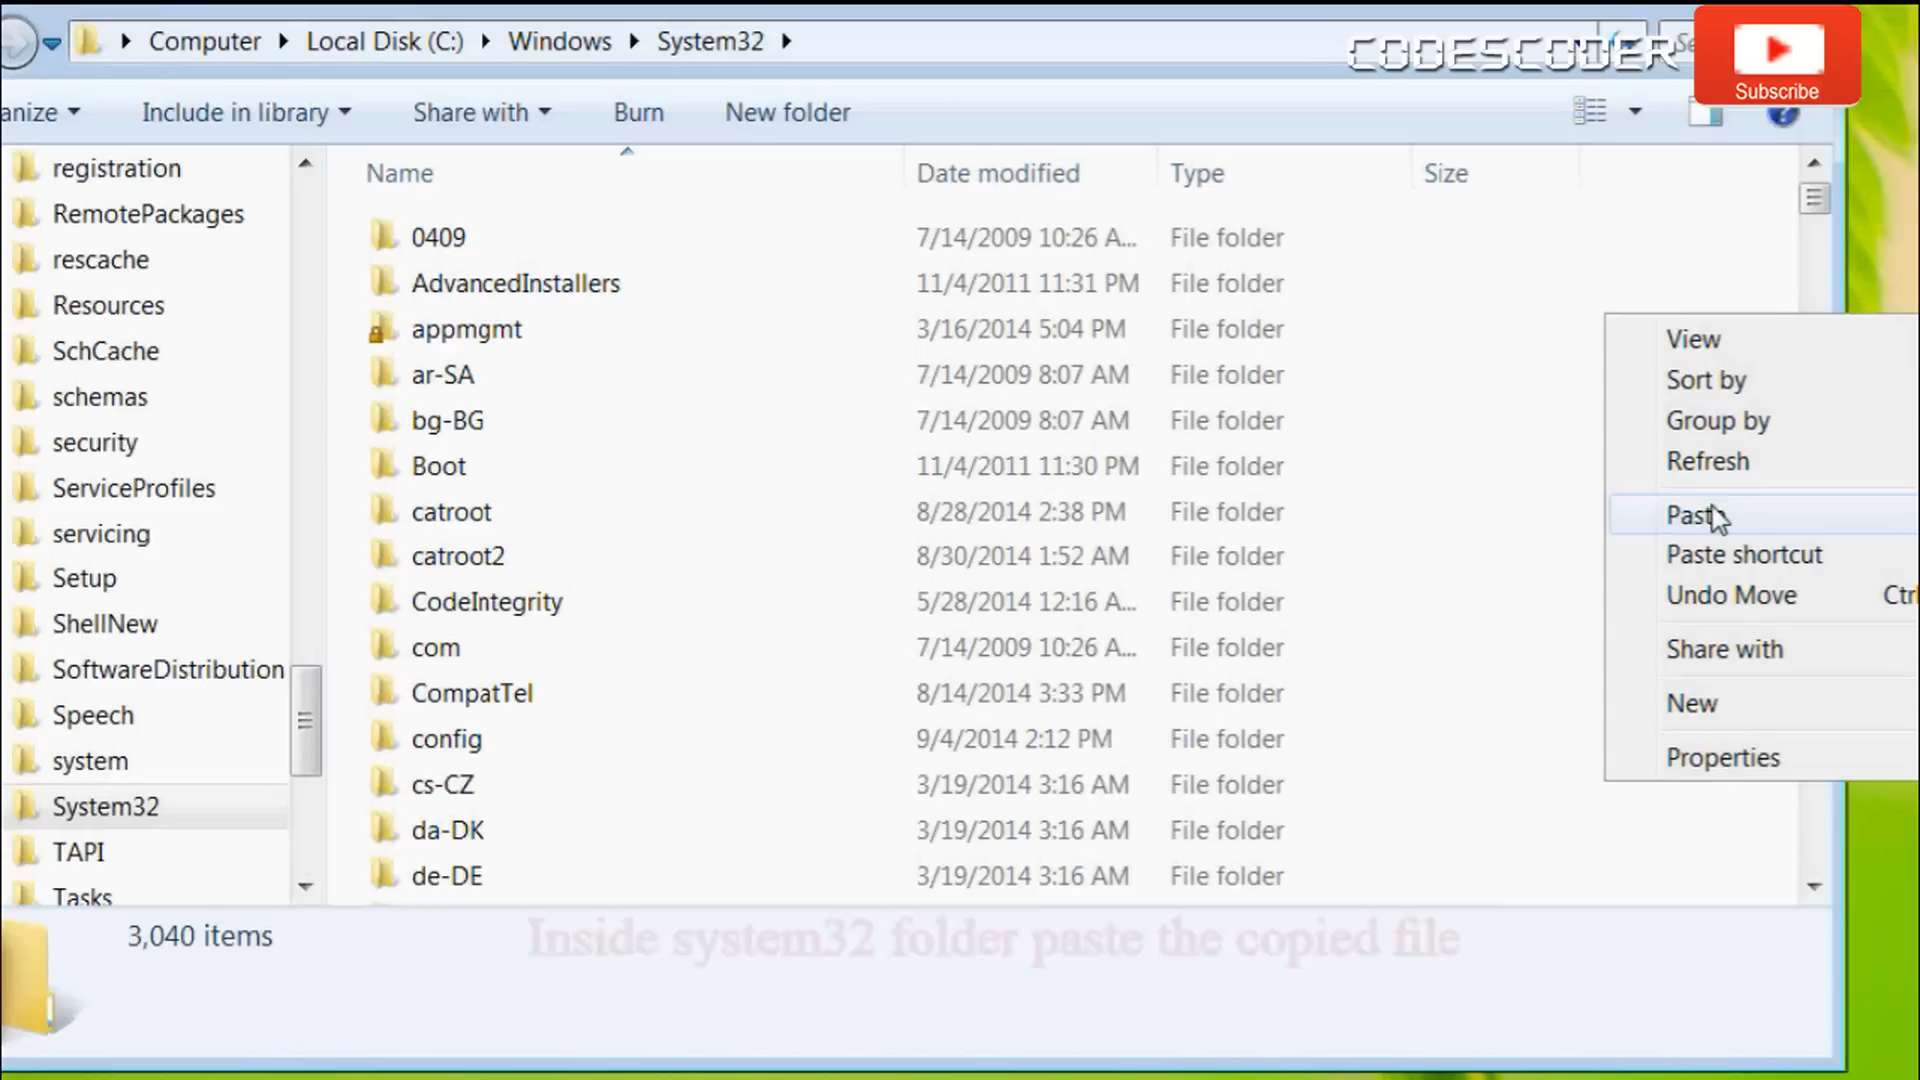 Computer Local Disk (C:) Windows System32
CODESCODER
Subscribe
anize Include in library Share with Burn New folder
Name Date modified Type Size
registration
RemotePackages
rescache
Resources
SchCache
schemas
security
ServiceProfiles
servicing
Setup
ShellNew
SoftwareDistribution
Speech
system
System32
TAPI
Tasks
0409 7/14/2009 10:26 A... File folder
AdvancedInstallers 11/4/2011 11:31 PM File folder
appmgmt 3/16/2014 5:04 PM File folder
ar-SA 7/14/2009 8:07 AM File folder
bg-BG 7/14/2009 8:07 AM File folder
Boot 11/4/2011 11:30 PM File folder
catroot 8/28/2014 2:38 PM File folder
catroot2 8/30/2014 1:52 AM File folder
CodeIntegrity 5/28/2014 12:16 A... File folder
com 7/14/2009 10:26 A... File folder
CompatTel 8/14/2014 3:33 PM File folder
config 9/4/2014 2:12 PM File folder
cs-CZ 3/19/2014 3:16 AM File folder
da-DK 3/19/2014 3:16 AM File folder
de-DE 3/19/2014 3:16 AM File folder
View
Sort by
Group by
Refresh
Paste
Paste shortcut
Undo Move Ctrl
Share with
New
Properties
3,040 items
Inside system32 folder paste the copied file